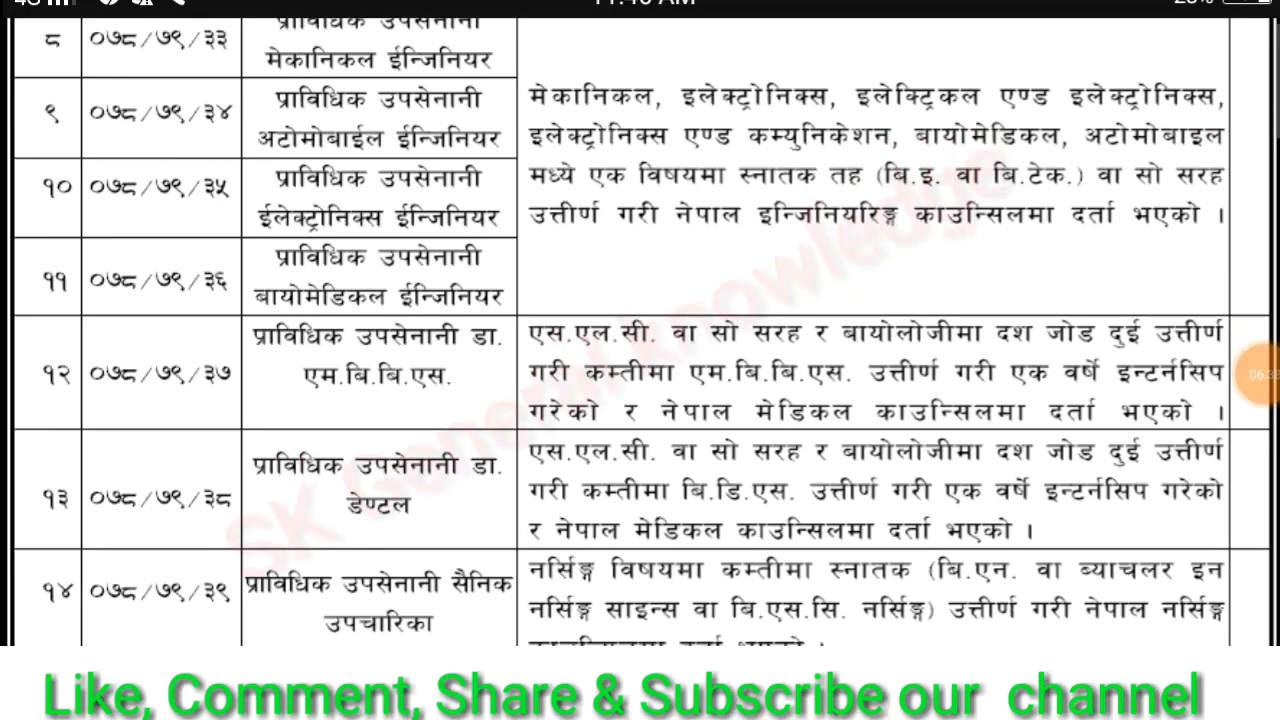 4G 11:46 AM
८ ०७८/७९/३३ प्राविधिक उपसेनानी
मेकानिकल ईन्जिनियर
९ ०७८/७९/३४ प्राविधिक उपसेनानी
अटोमोबाईल ईन्जिनियर
१० ०७८/७९/३५ प्राविधिक उपसेनानी
ईलेक्ट्रोनिक्स ईन्जिनियर
११ ०७८/७९/३६ प्राविधिक उपसेनानी
बायोमेडिकल ईन्जिनियर
मेकानिकल, इलेक्ट्रोनिक्स, इलेक्ट्रिकल एण्ड इलेक्ट्रोनिक्स,
इलेक्ट्रोनिक्स एण्ड कम्युनिकेशन, बायोमेडिकल, अटोमोबाइल
मध्ये एक विषयमा स्नातक तह (बि.इ. वा बि.टेक.) वा सो सरह
उत्तीर्ण गरी नेपाल इन्जिनियरिङ्ग काउन्सिलमा दर्ता भएको ।
१२ ०७८/७९/३७ प्राविधिक उपसेनानी डा.
एम.बि.बि.एस.
एस.एल.सी. वा सो सरह र बायोलोजीमा दश जोड दुई उत्तीर्ण
गरी कम्तीमा एम.बि.बि.एस. उत्तीर्ण गरी एक वर्षे इन्टर्नसिप
गरेको र नेपाल मेडिकल काउन्सिलमा दर्ता भएको ।
१३ ०७८/७९/३८ प्राविधिक उपसेनानी डा.
डेण्टल
एस.एल.सी. वा सो सरह र बायोलोजीमा दश जोड दुई उत्तीर्ण
गरी कम्तीमा बि.डि.एस. उत्तीर्ण गरी एक वर्षे इन्टर्नसिप गरेको
र नेपाल मेडिकल काउन्सिलमा दर्ता भएको ।
१४ ०७८/७९/३९ प्राविधिक उपसेनानी सैनिक
उपचारिका
नर्सिङ्ग विषयमा कम्तीमा स्नातक (बि.एन. वा ब्याचलर इन
नर्सिङ्ग साइन्स वा बि.एस.सि. नर्सिङ्ग) उत्तीर्ण गरी नेपाल नर्सिङ्ग
SK General knowledge
Like, Comment, Share & Subscribe our channel